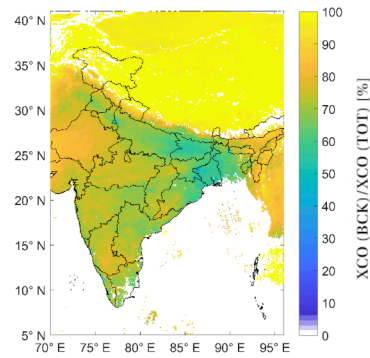 40° N
35° N
30° N
25° N
20° N
15° N
10° N
5° N
70° E
75° E
80° E
85° E
90° E
95° E
100
90
80
70
60
50
40
30
20
10
0
XCO (BCK)/XCO (TOT) [%]